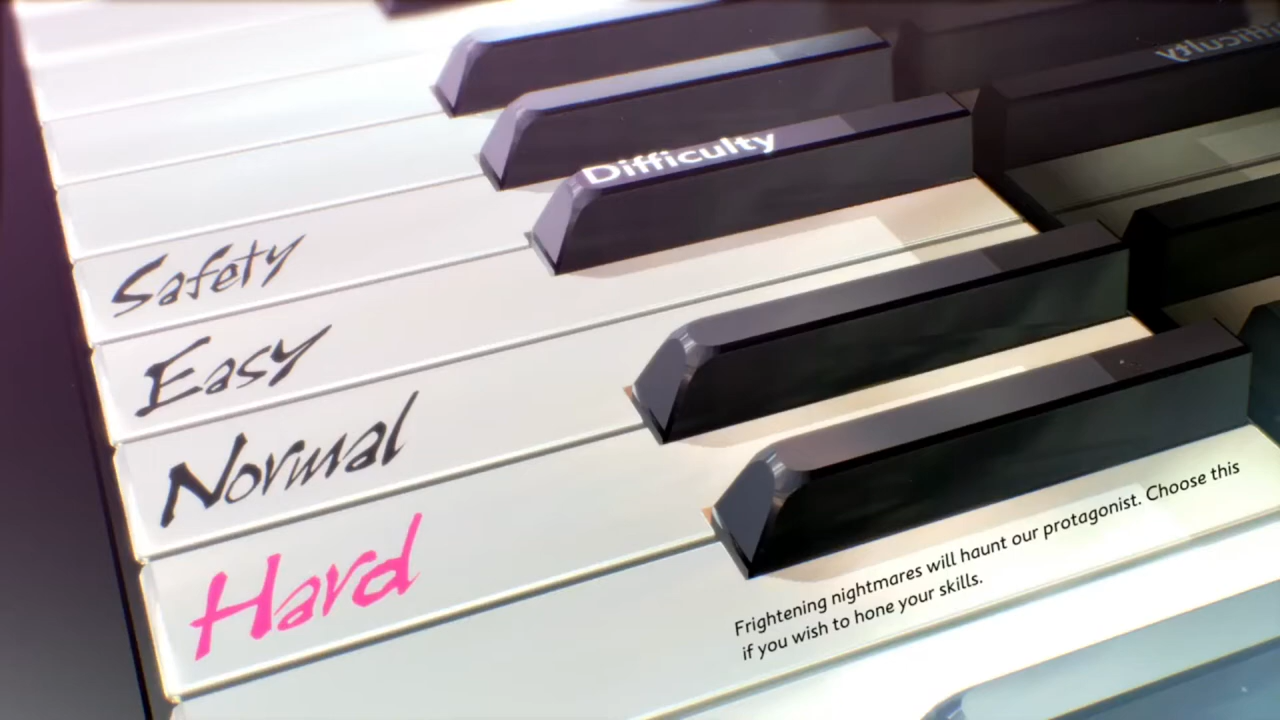 Difficulty
Difficulty
Safety
Easy
Normal
Hard
Frightening nightmares will haunt our protagonist. Choose this
if you wish to hone your skills.